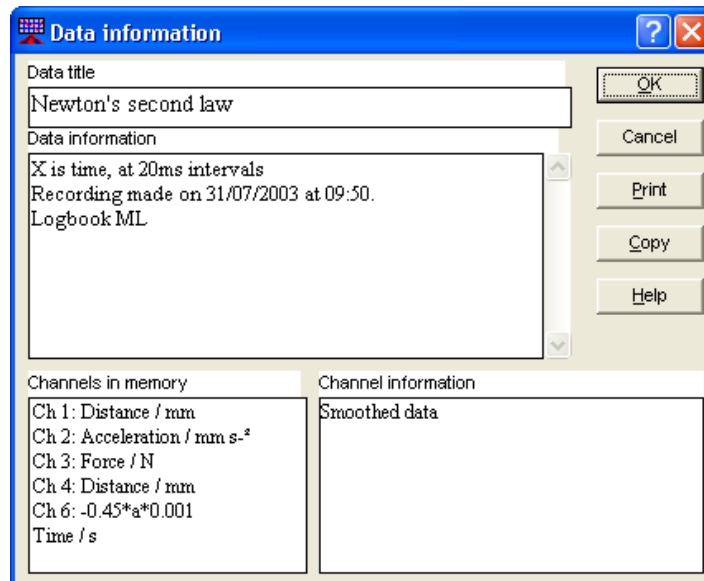 Data information
Data title
Newton's second law
Data information
X is time, at 20ms intervals
Recording made on 31/07/2003 at 09:50.
Logbook ML
OK
Cancel
Print
Copy
Help
Channels in memory
Ch 1: Distance / mm
Ch 2: Acceleration / mm s-²
Ch 3: Force / N
Ch 4: Distance / mm
Ch 6: -0.45*a*0.001
Time / s
Channel information
Smoothed data